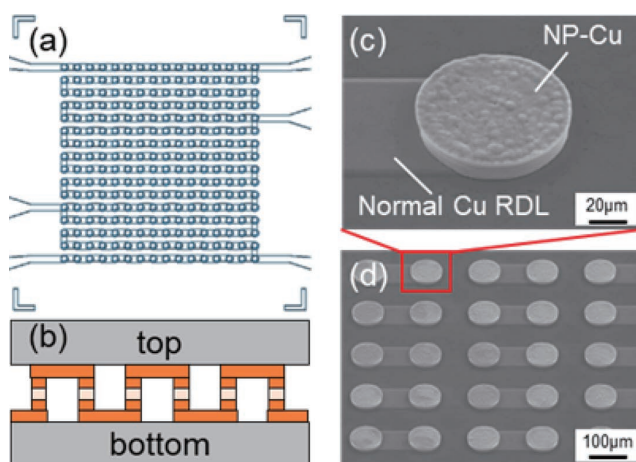 (a)
(b)
top
bottom
(c)
NP-Cu
Normal Cu RDL
20μm
(d)
100μm